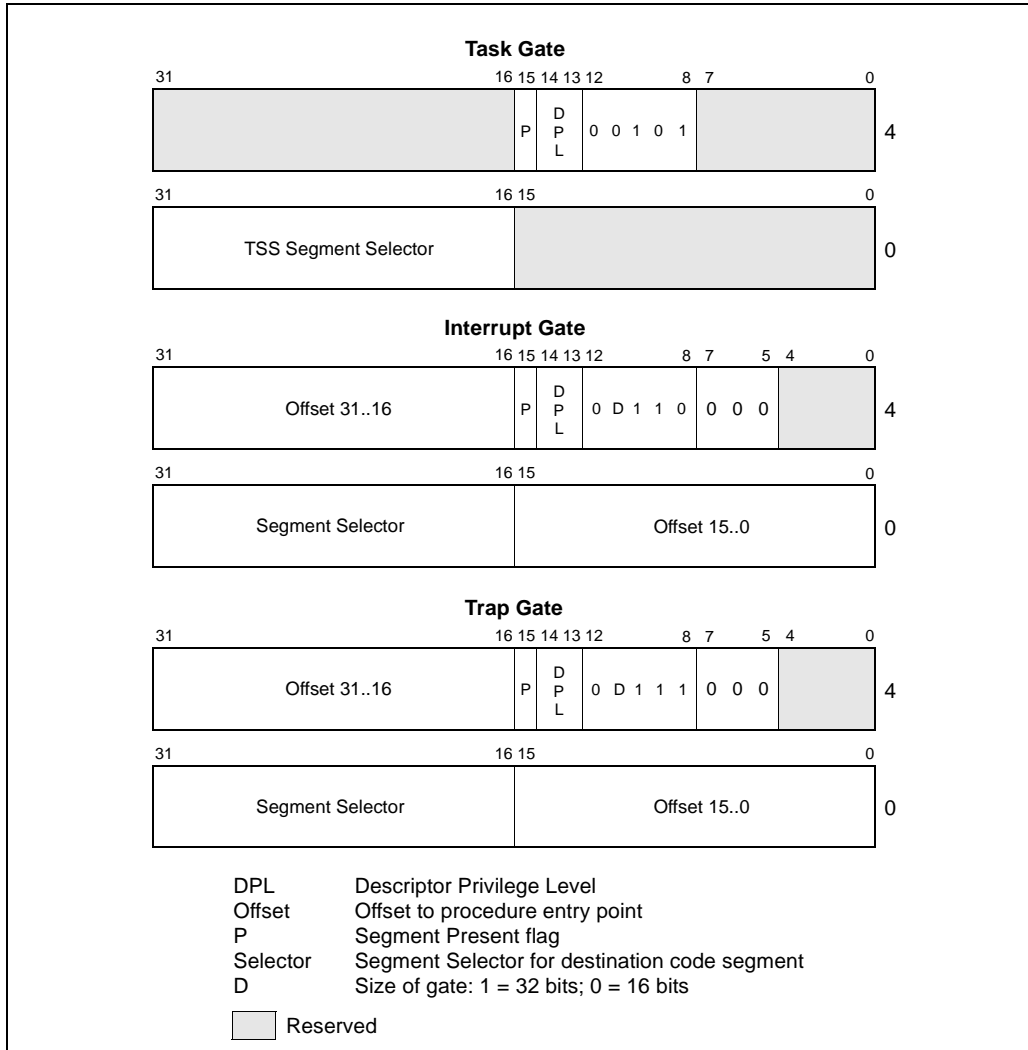 Task Gate
31 16 15 14 13 12 8 7 0
P D P L 0 0 1 0 1 4
31 16 15 0
TSS Segment Selector 0
Interrupt Gate
31 16 15 14 13 12 8 7 5 4 0
Offset 31..16 P D P L 0 D 1 1 0 0 0 0 4
31 16 15 0
Segment Selector Offset 15..0 0
Trap Gate
31 16 15 14 13 12 8 7 5 4 0
Offset 31..16 P D P L 0 D 1 1 1 0 0 0 4
31 16 15 0
Segment Selector Offset 15..0 0
DPL Descriptor Privilege Level
Offset Offset to procedure entry point
P Segment Present flag
Selector Segment Selector for destination code segment
D Size of gate: 1 = 32 bits; 0 = 16 bits
Reserved